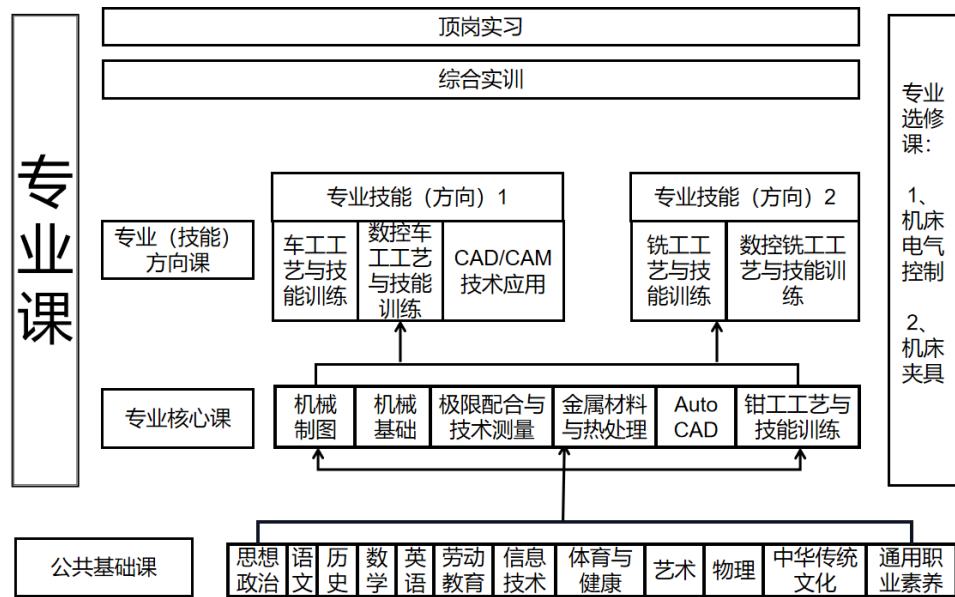 专业课
顶岗实习
综合实训
专业（技能）
方向课
专业技能（方向）1
车工工
艺与技
能训练
数控车
工工艺
与技能
训练
CAD/CAM
技术应用
专业技能（方向）2
铣工工
艺与技
能训练
数控铣工工
艺与技能训
练
专业核心课
机械
制图
机械
基础
极限配合与
技术测量
金属材料
与热处理
Auto
CAD
钳工工艺与
技能训练
公共基础课
思想
政治
语
文
历
史
数
学
英
语
劳动
教育
信息
技术
体育与
健康
艺术
物理
中华传统
文化
通用职
业素养
专业
选修
课：
1、
机床
电气
控制
2、
机床
夹具